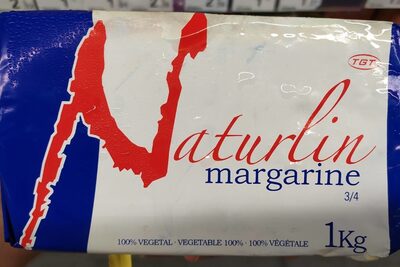 TGT
Naturlin
margarine
3/4
100% VEGETAL · VEGETABLE 100% · 100% VÉGÉTALE
1Kg